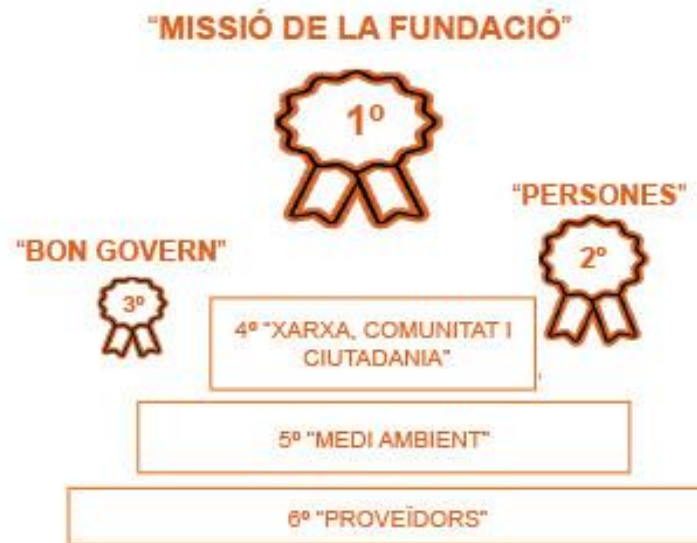 "MISSIÓ DE LA FUNDACIÓ"
1º
"PERSONES"
2º
"BON GOVERN"
3º
4º "XARXA, COMUNITAT I
CIUTADANIA"
5º "MEDI AMBIENT"
6º "PROVEÏDORS"